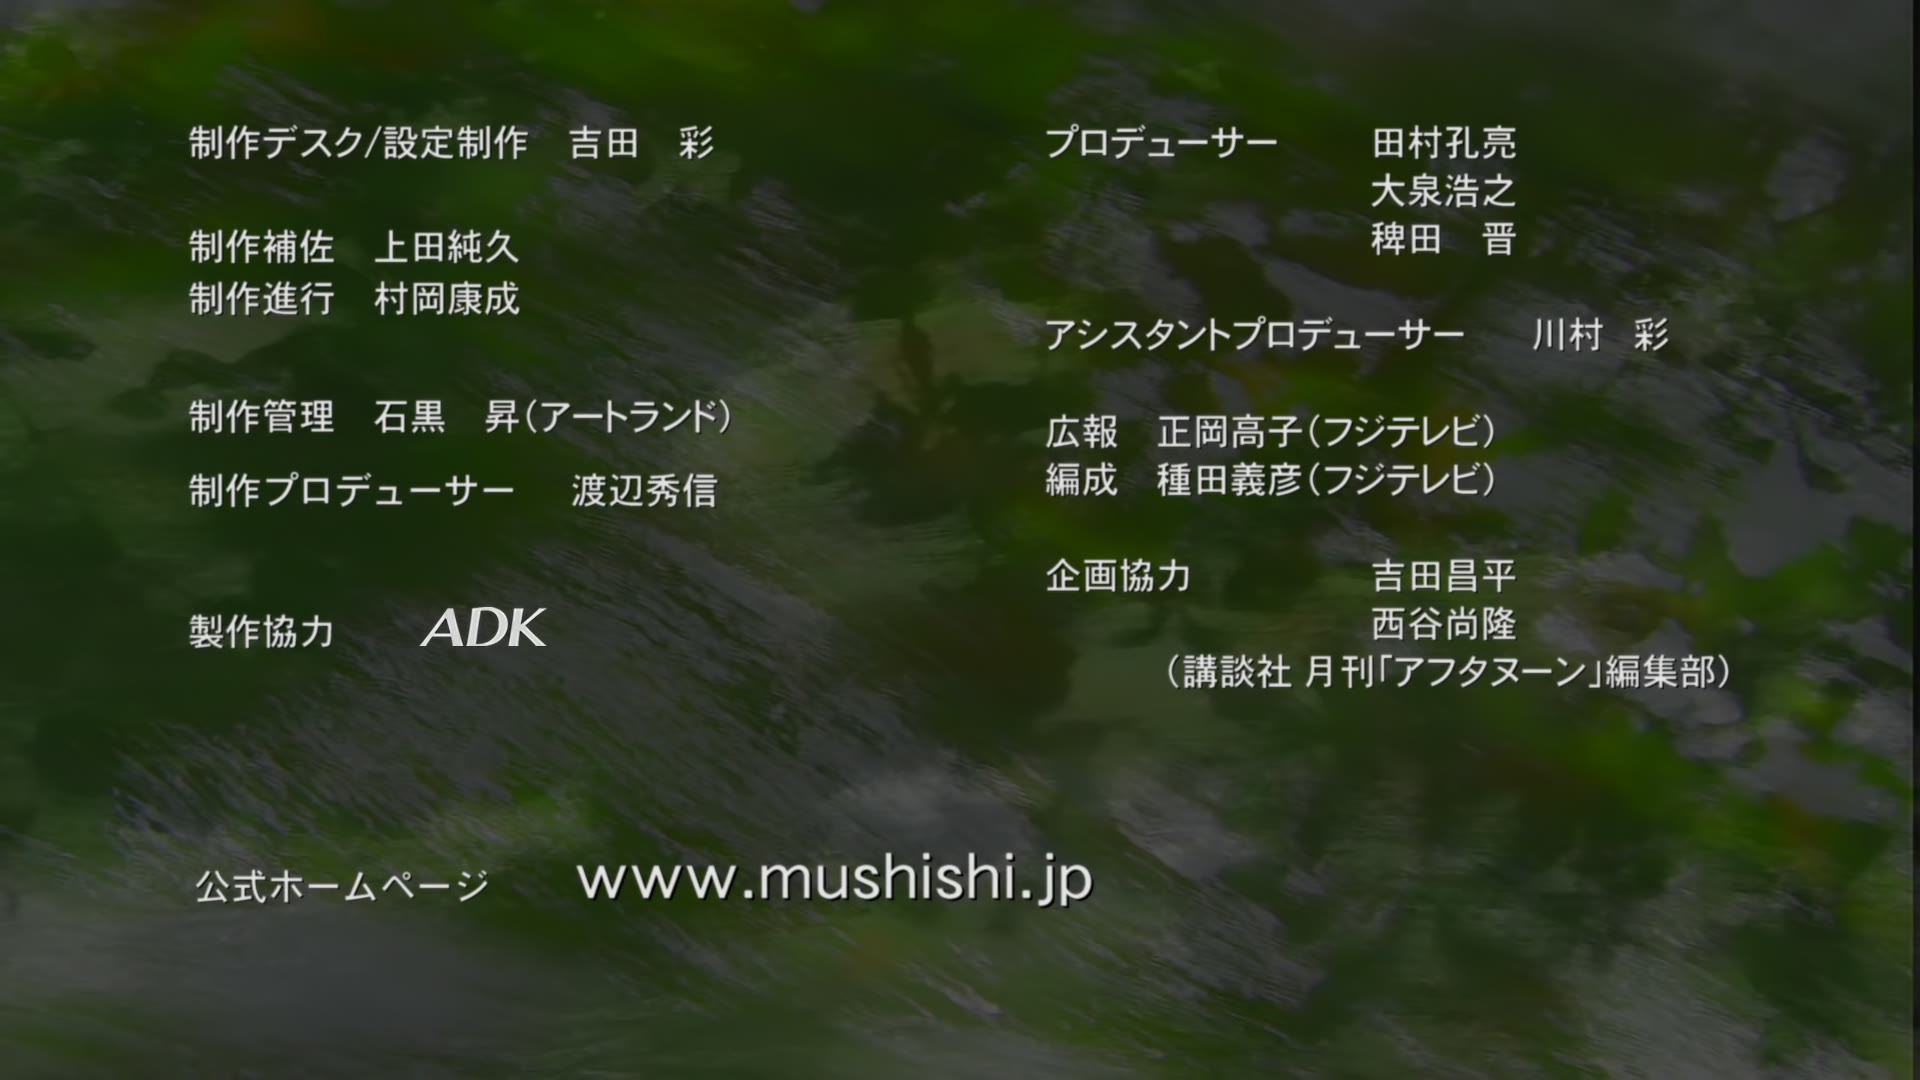 制作デスク/設定制作　吉田　彩
制作補佐　上田純久
制作進行　村岡康成
制作管理　石黒　昇（アートランド）
制作プロデューサー　渡辺秀信
製作協力　ADK
プロデューサー　田村孔亮
大泉浩之
稗田　晋
アシスタントプロデューサー　川村　彩
広報　正岡高子（フジテレビ）
編成　種田義彦（フジテレビ）
企画協力　吉田昌平
西谷尚隆
（講談社 月刊「アフタヌーン」編集部）
公式ホームページ　www.mushishi.jp